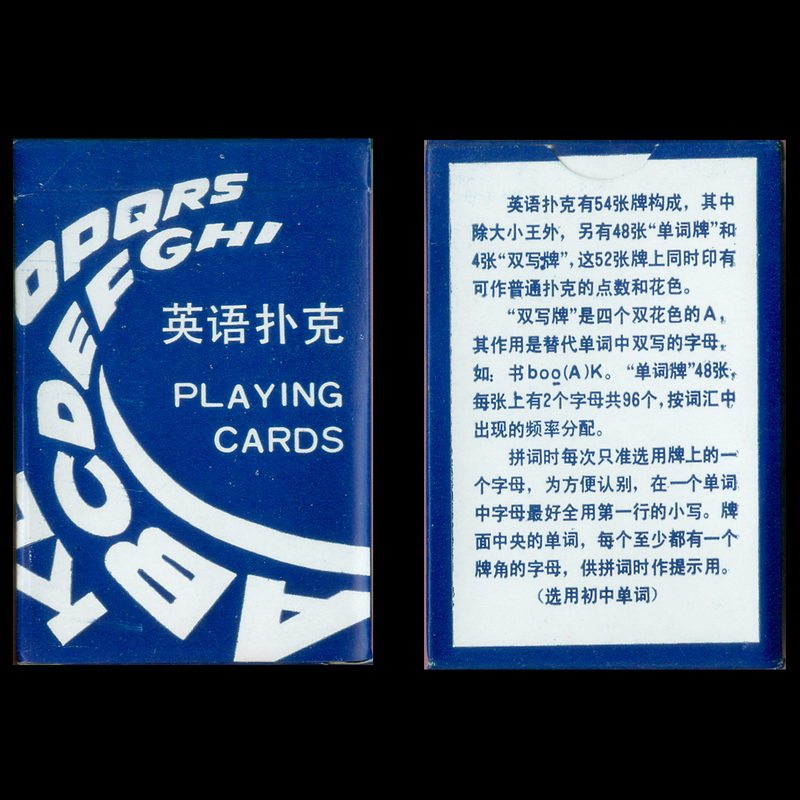 OPQRS
CDEFGHI
K
AB
英语扑克
PLAYING
CARDS
英语扑克有54张牌构成，其中
除大小王外，另有48张“单词牌”和
4张“双写牌”，这52张牌上同时印有
可作普通扑克的点数和花色。
“双写牌”是四个双花色的A，
其作用是替代单词中双写的字母，
如：书boo(A)K。“单词牌”48张，
每张上有2个字母共96个，按词汇中
出现的频率分配。
拼词时每次只准选用牌上的一
个字母，为方便认别，在一个单词
中字母最好全用第一行的小写。牌
面中央的单词，每个至少都有一个
牌角的字母，供拼词时作提示用。
（选用初中单词）